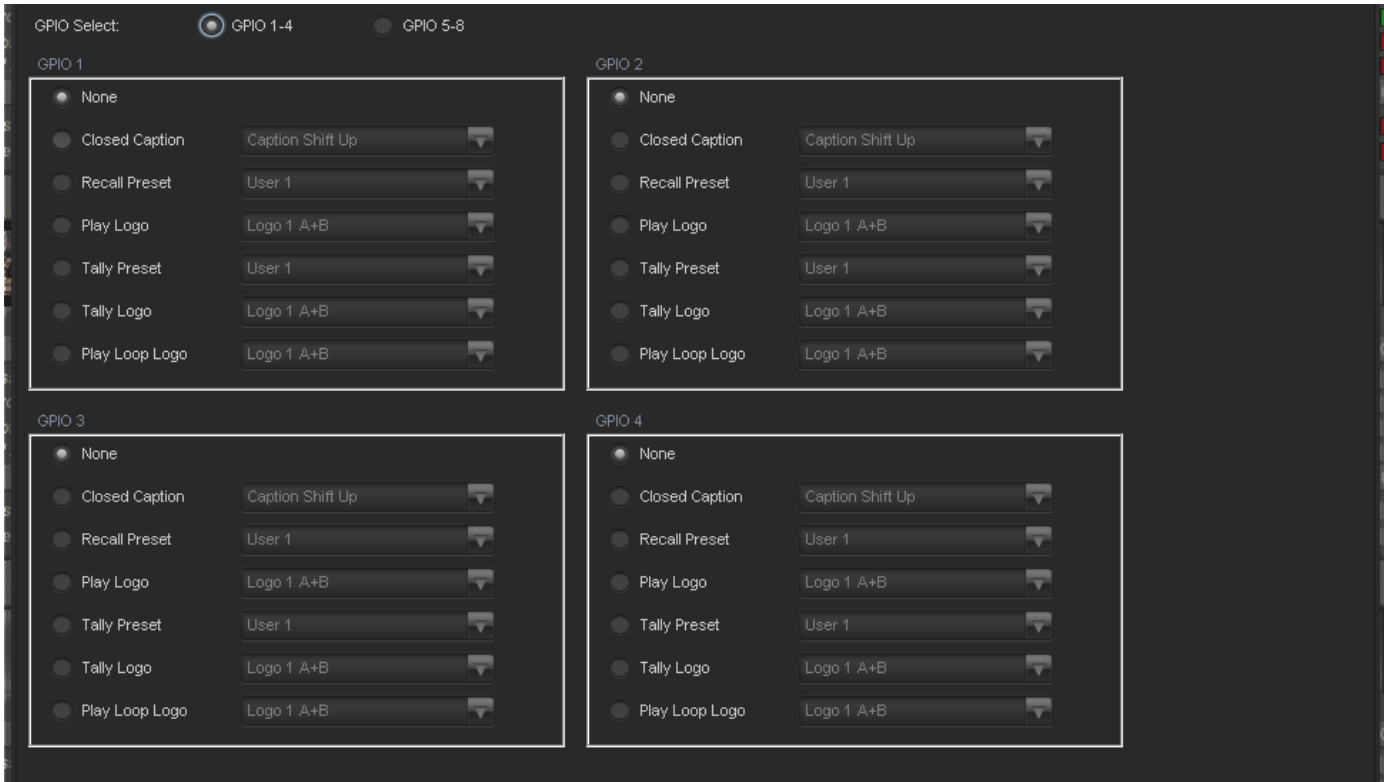 GPIO Select: GPIO 1-4 GPIO 5-8
GPIO 1
None
Closed Caption Caption Shift Up
Recall Preset User 1
Play Logo Logo 1 A+B
Tally Preset User 1
Tally Logo Logo 1 A+B
Play Loop Logo Logo 1 A+B
GPIO 2
None
Closed Caption Caption Shift Up
Recall Preset User 1
Play Logo Logo 1 A+B
Tally Preset User 1
Tally Logo Logo 1 A+B
Play Loop Logo Logo 1 A+B
GPIO 3
None
Closed Caption Caption Shift Up
Recall Preset User 1
Play Logo Logo 1 A+B
Tally Preset User 1
Tally Logo Logo 1 A+B
Play Loop Logo Logo 1 A+B
GPIO 4
None
Closed Caption Caption Shift Up
Recall Preset User 1
Play Logo Logo 1 A+B
Tally Preset User 1
Tally Logo Logo 1 A+B
Play Loop Logo Logo 1 A+B